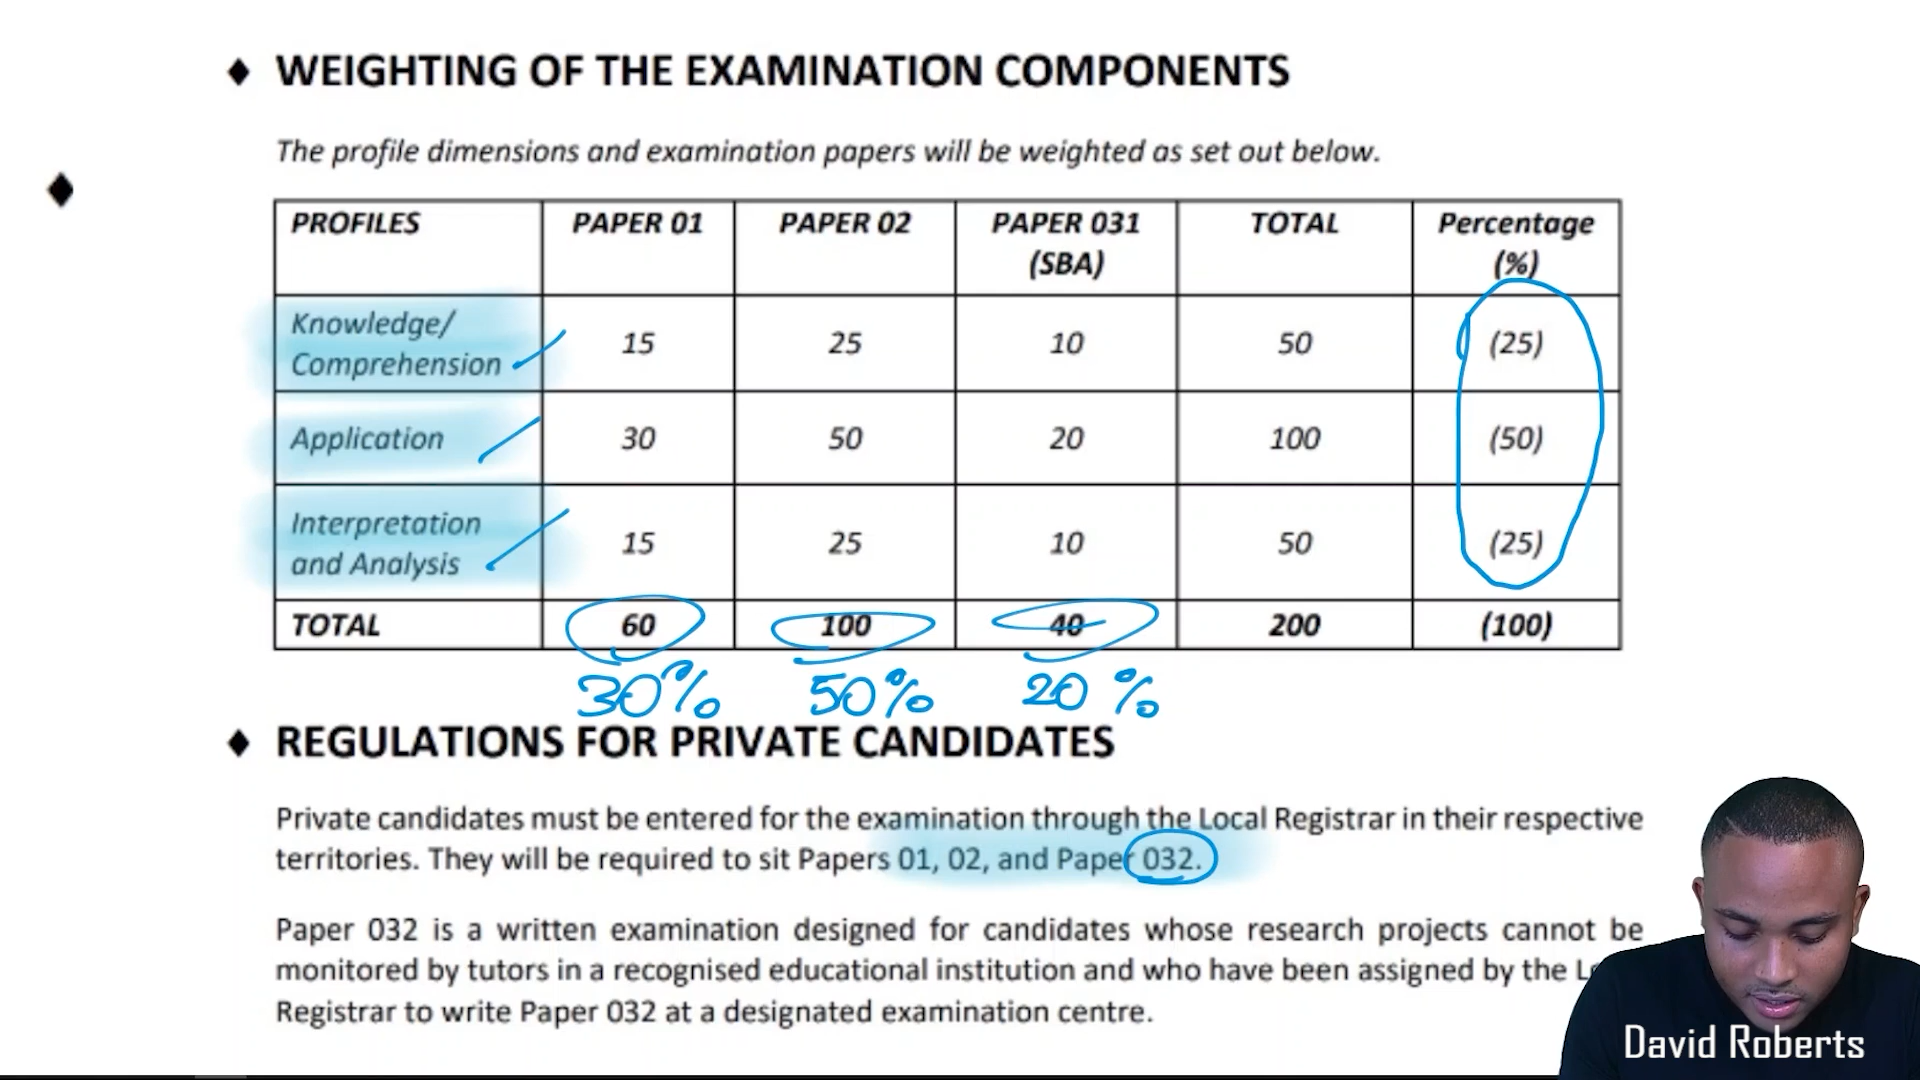 ♦ WEIGHTING OF THE EXAMINATION COMPONENTS
The profile dimensions and examination papers will be weighted as set out below.
PROFILES PAPER 01 PAPER 02 PAPER 031 (SBA) TOTAL Percentage (%)
Knowledge/ Comprehension 15 25 10 50 (25)
Application 30 50 20 100 (50)
Interpretation and Analysis 15 25 10 50 (25)
TOTAL 60 100 40 200 (100)
30% 50% 20%
♦ REGULATIONS FOR PRIVATE CANDIDATES
Private candidates must be entered for the examination through the Local Registrar in their respective
territories. They will be required to sit Papers 01, 02, and Paper 032.
Paper 032 is a written examination designed for candidates whose research projects cannot be
monitored by tutors in a recognised educational institution and who have been assigned by the
Registrar to write Paper 032 at a designated examination centre.
David Roberts